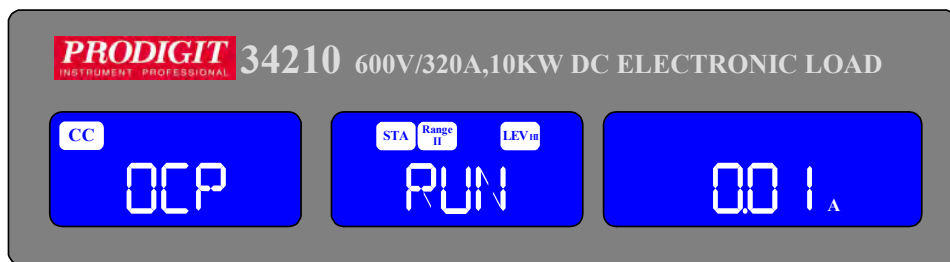 PRODIGIT
INSTRUMENT PROFESSIONAL
34210 600V/320A,10KW DC ELECTRONIC LOAD
CC
STA Range II LEV HI
OCP RUN 0.01 A